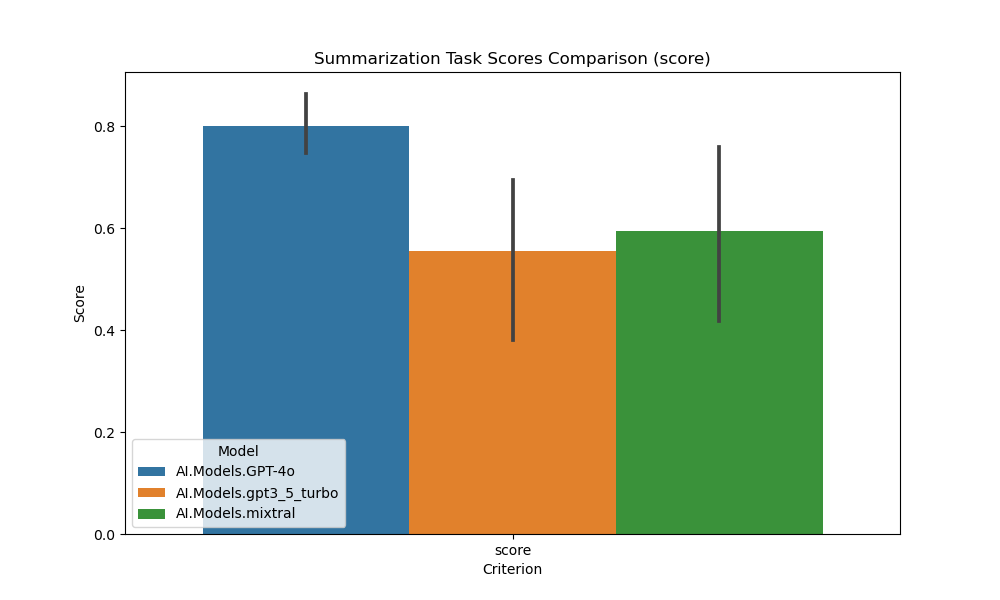 Summarization Task Scores Comparison (score)
Score
0.8
0.6
0.4
0.2
0.0
Model
AI.Models.GPT-4o
AI.Models.gpt3_5_turbo
AI.Models.mixtral
score
Criterion